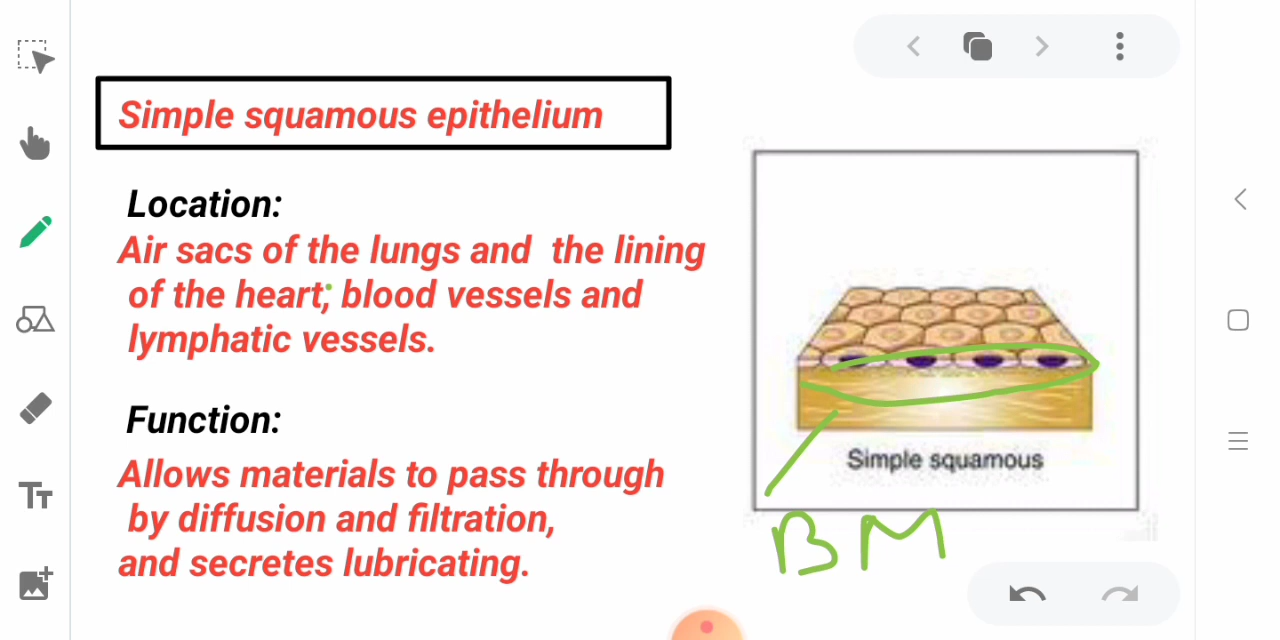 Simple squamous epithelium
Location:
Air sacs of the lungs and the lining
of the heart; blood vessels and
lymphatic vessels.
Function:
Allows materials to pass through
by diffusion and filtration,
and secretes lubricating.
Simple squamous
BM
TT